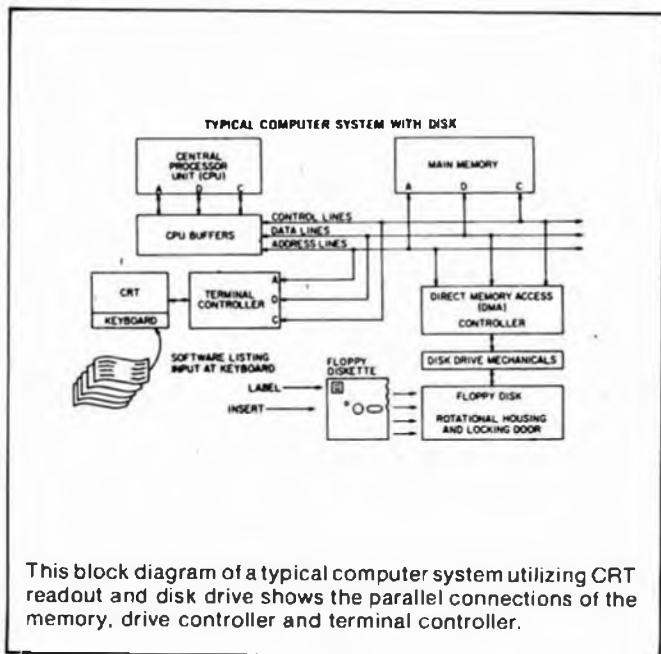 TYPICAL COMPUTER SYSTEM WITH DISK
CENTRAL
PROCESSOR
UNIT (CPU)
A D C
MAIN MEMORY
A D C
CPU BUFFERS
CONTROL LINES
DATA LINES
ADDRESS LINES
CRT
KEYBOARD
TERMINAL
CONTROLLER
A
D
C
DIRECT MEMORY ACCESS
(DMA)
CONTROLLER
DISK DRIVE MECHANICALS
SOFTWARE LISTING
INPUT AT KEYBOARD
FLOPPY
DISKETTE
LABEL
INSERT
FLOPPY DISK
ROTATIONAL HOUSING
AND LOCKING DOOR
This block diagram of a typical computer system utilizing CRT
readout and disk drive shows the parallel connections of the
memory, drive controller and terminal controller.